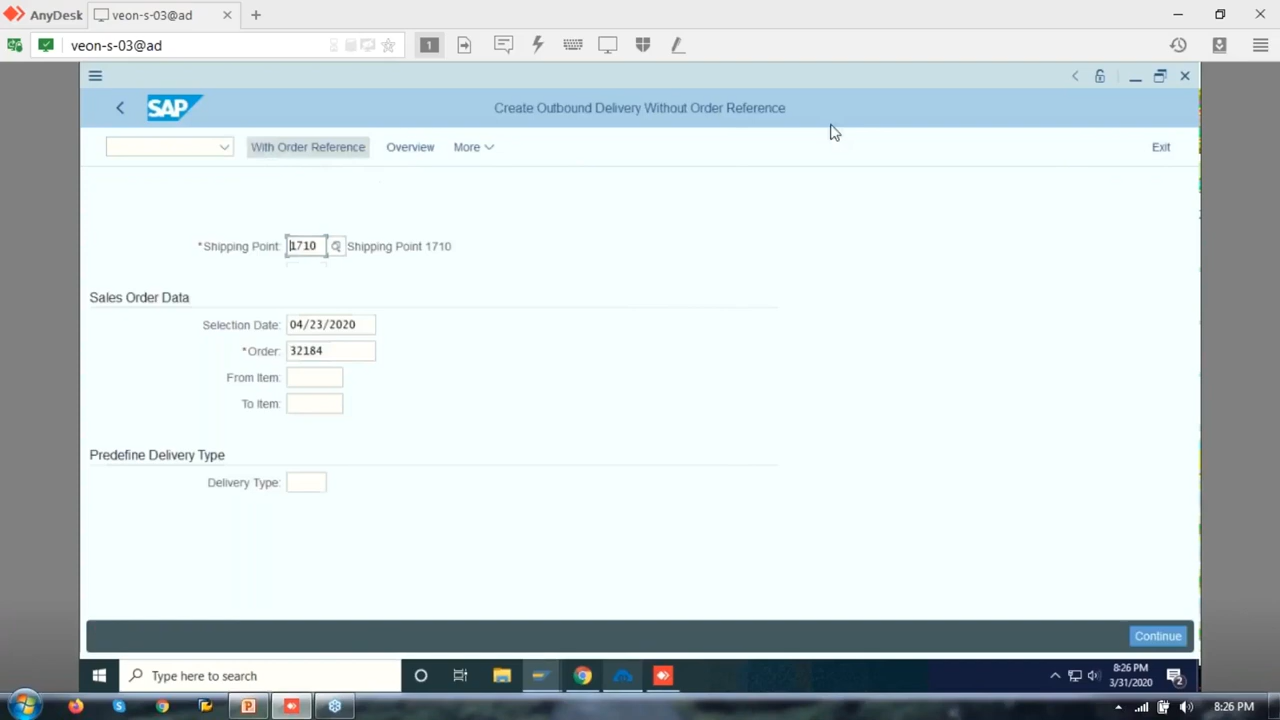 AnyDesk
veon-s-03@ad
veon-s-03@ad
1
SAP
Create Outbound Delivery Without Order Reference
With Order Reference
Overview
More
Exit
*Shipping Point: 1710 Shipping Point 1710
Sales Order Data
Selection Date: 04/23/2020
*Order: 32184
From Item:
To Item:
Predefine Delivery Type
Delivery Type:
Continue
Type here to search
8:26 PM
3/31/2020
2
8:26 PM